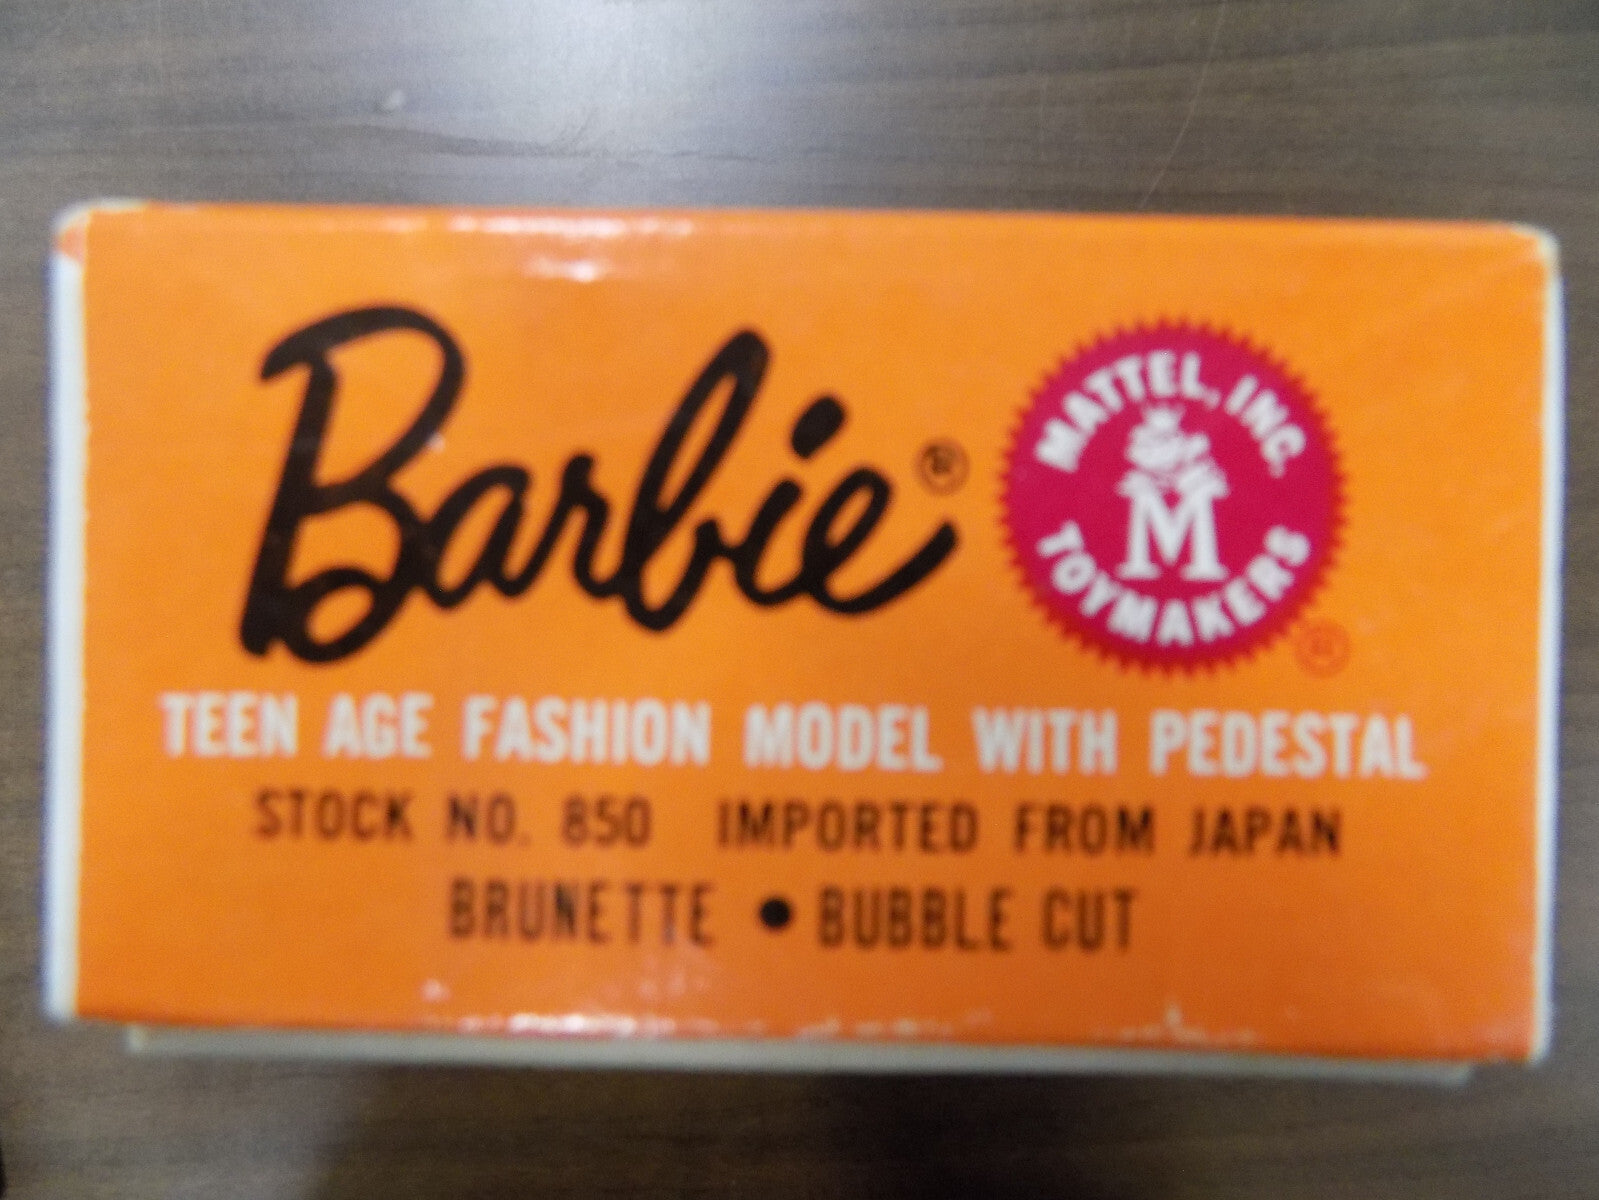 Barbie ®
MATTEL, INC.
M
TOYMAKERS
®
TEEN AGE FASHION MODEL WITH PEDESTAL
STOCK NO. 850 IMPORTED FROM JAPAN
BRUNETTE • BUBBLE CUT